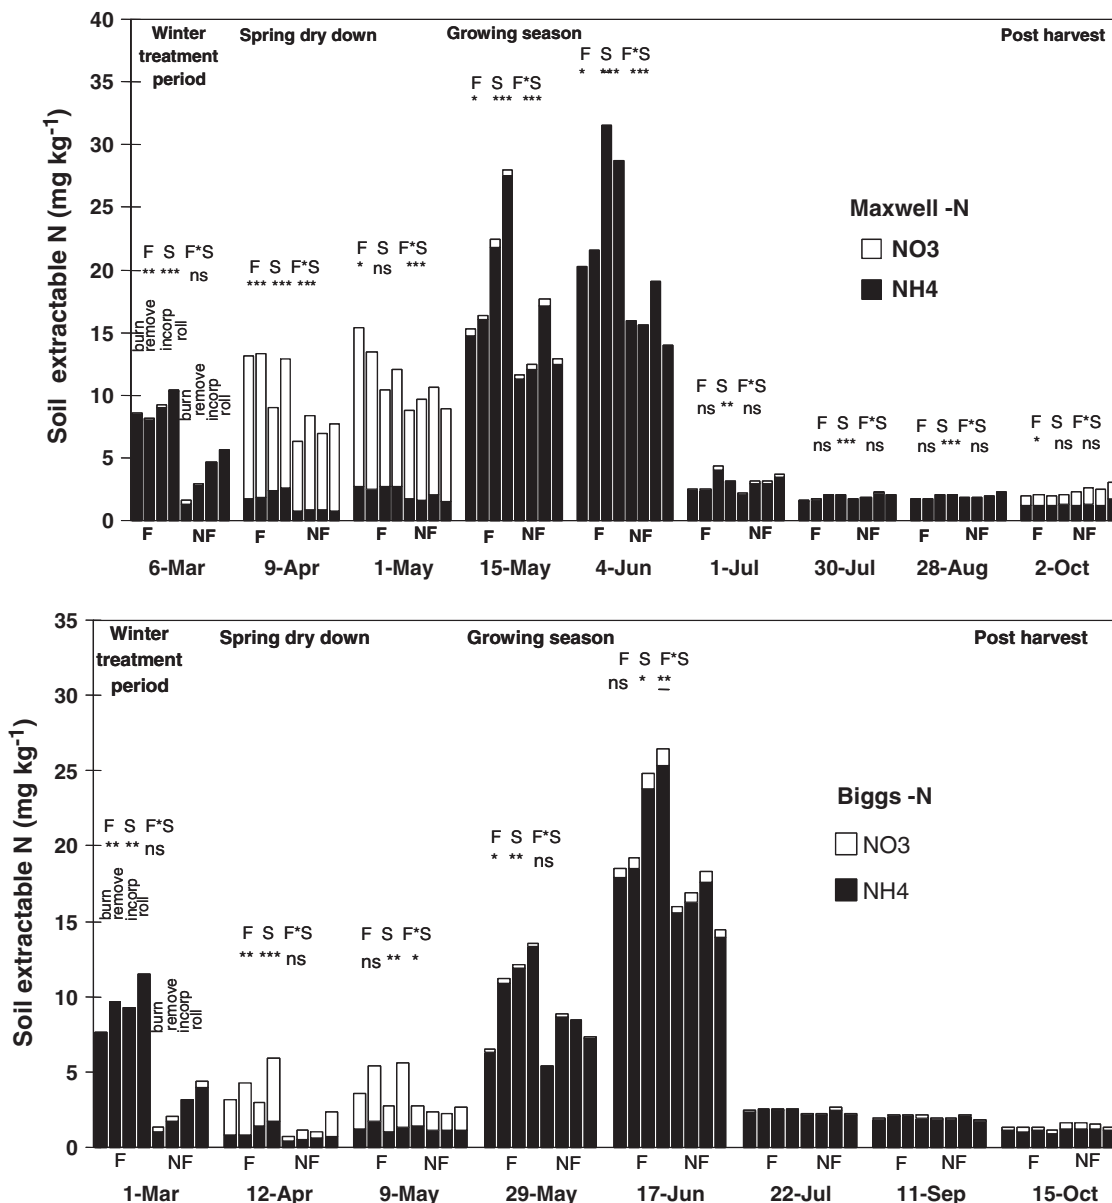 40
35
30
25
20
15
10
5
0
Soil extractable N (mg kg-1)
Winter
treatment
period
Spring dry down
Growing season
Post harvest
F S F*S
** *** ns
F S F*S
*** *** ***
F S F*S
* ns ***
F S F*S
* *** ***
F S F*S
* *** ***
F S F*S
ns ** ns
F S F*S
ns *** ns
F S F*S
ns *** ns
F S F*S
* ns ns
burn
remove
incorp
roll
burn
remove
incorp
roll
Maxwell -N
NO3
NH4
F NF F NF F NF F NF F NF F NF F NF F NF F NF
6-Mar 9-Apr 1-May 15-May 4-Jun 1-Jul 30-Jul 28-Aug 2-Oct
35
30
25
20
15
10
5
0
Soil extractable N (mg kg-1)
Winter
treatment
period
Spring dry down
Growing season
Post harvest
F S F*S
** ** ns
F S F*S
** *** ns
F S F*S
ns ** *
F S F*S
* ** ns
F S F*S
ns * **
burn
remove
incorp
roll
burn
remove
incorp
roll
Biggs -N
NO3
NH4
F NF F NF F NF F NF F NF F NF F NF F NF
1-Mar 12-Apr 9-May 29-May 17-Jun 22-Jul 11-Sep 15-Oct